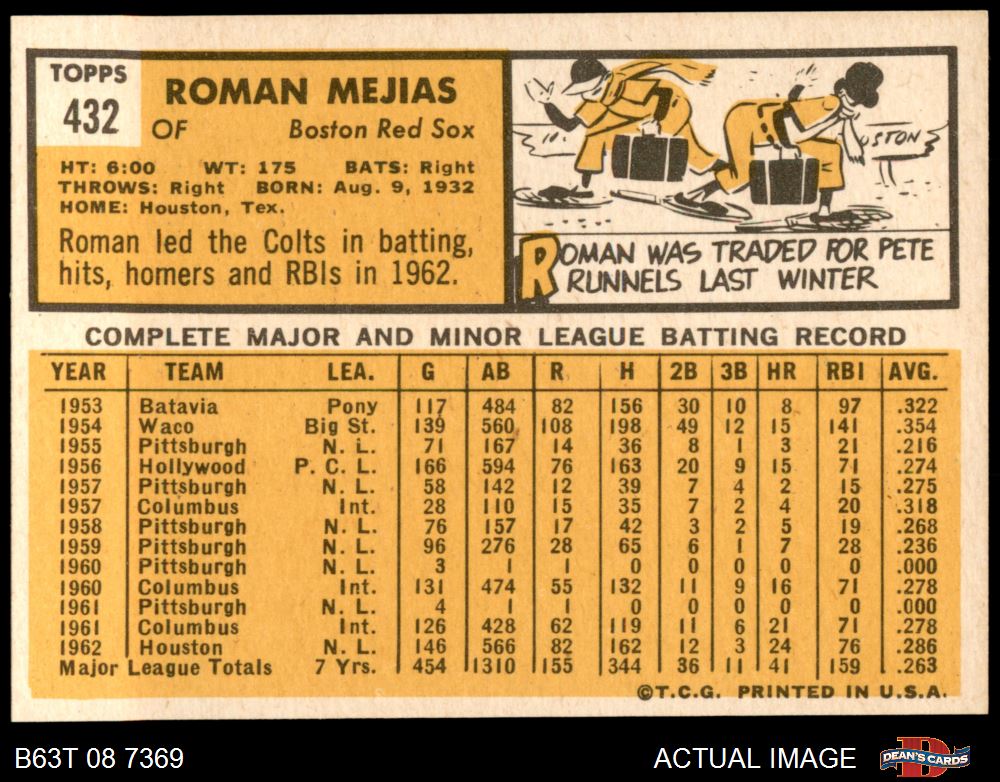 TOPPS
432
ROMAN MEJIAS
OF Boston Red Sox
HT: 6:00 WT: 175 BATS: Right
THROWS: Right BORN: Aug. 9, 1932
HOME: Houston, Tex.
Roman led the Colts in batting,
hits, homers and RBIs in 1962.
USTON
ROMAN WAS TRADED FOR PETE
RUNNELS LAST WINTER
COMPLETE MAJOR AND MINOR LEAGUE BATTING RECORD
YEAR TEAM LEA. G AB R H 2B 3B HR RBI AVG.
1953 Batavia Pony 117 484 82 156 30 10 8 97 .322
1954 Waco Big St. 139 560 108 198 49 12 15 141 .354
1955 Pittsburgh N. L. 71 167 14 36 8 1 3 21 .216
1956 Hollywood P. C. L. 166 594 76 163 20 9 15 71 .274
1957 Pittsburgh N. L. 58 142 12 39 7 4 2 15 .275
1957 Columbus Int. 28 110 15 35 7 2 4 20 .318
1958 Pittsburgh N. L. 76 157 17 42 3 2 5 19 .268
1959 Pittsburgh N. L. 96 276 28 65 6 1 7 28 .236
1960 Pittsburgh N. L. 3 1 1 0 0 0 0 0 .000
1960 Columbus Int. 131 474 55 132 11 9 16 71 .278
1961 Pittsburgh N. L. 4 1 1 0 0 0 0 0 .000
1961 Columbus Int. 126 428 62 119 11 6 21 71 .278
1962 Houston N. L. 146 566 82 162 12 3 24 76 .286
Major League Totals 7 Yrs. 454 1310 155 344 36 11 41 159 .263
©T.C.G. PRINTED IN U.S.A.
B63T 08 7369 ACTUAL IMAGE DEAN'S CARDS